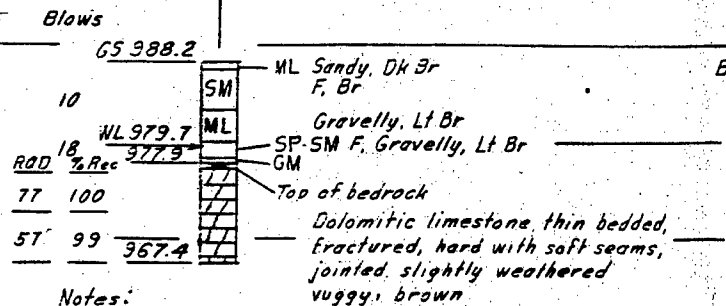 Blows
GS 988.2
ML Sandy, Dk Br
F, Br
B
SM
10
ML
Gravelly, Lt Br
WL 979.7
SP-SM F, Gravelly, Lt Br
18
977.9
GM
RQD % Rec
Top of bedrock
77 100
Dolomitic limestone, thin bedded,
57 99
967.4
fractured, hard with soft seams,
jointed, slightly weathered
vuggy, brown
Notes: